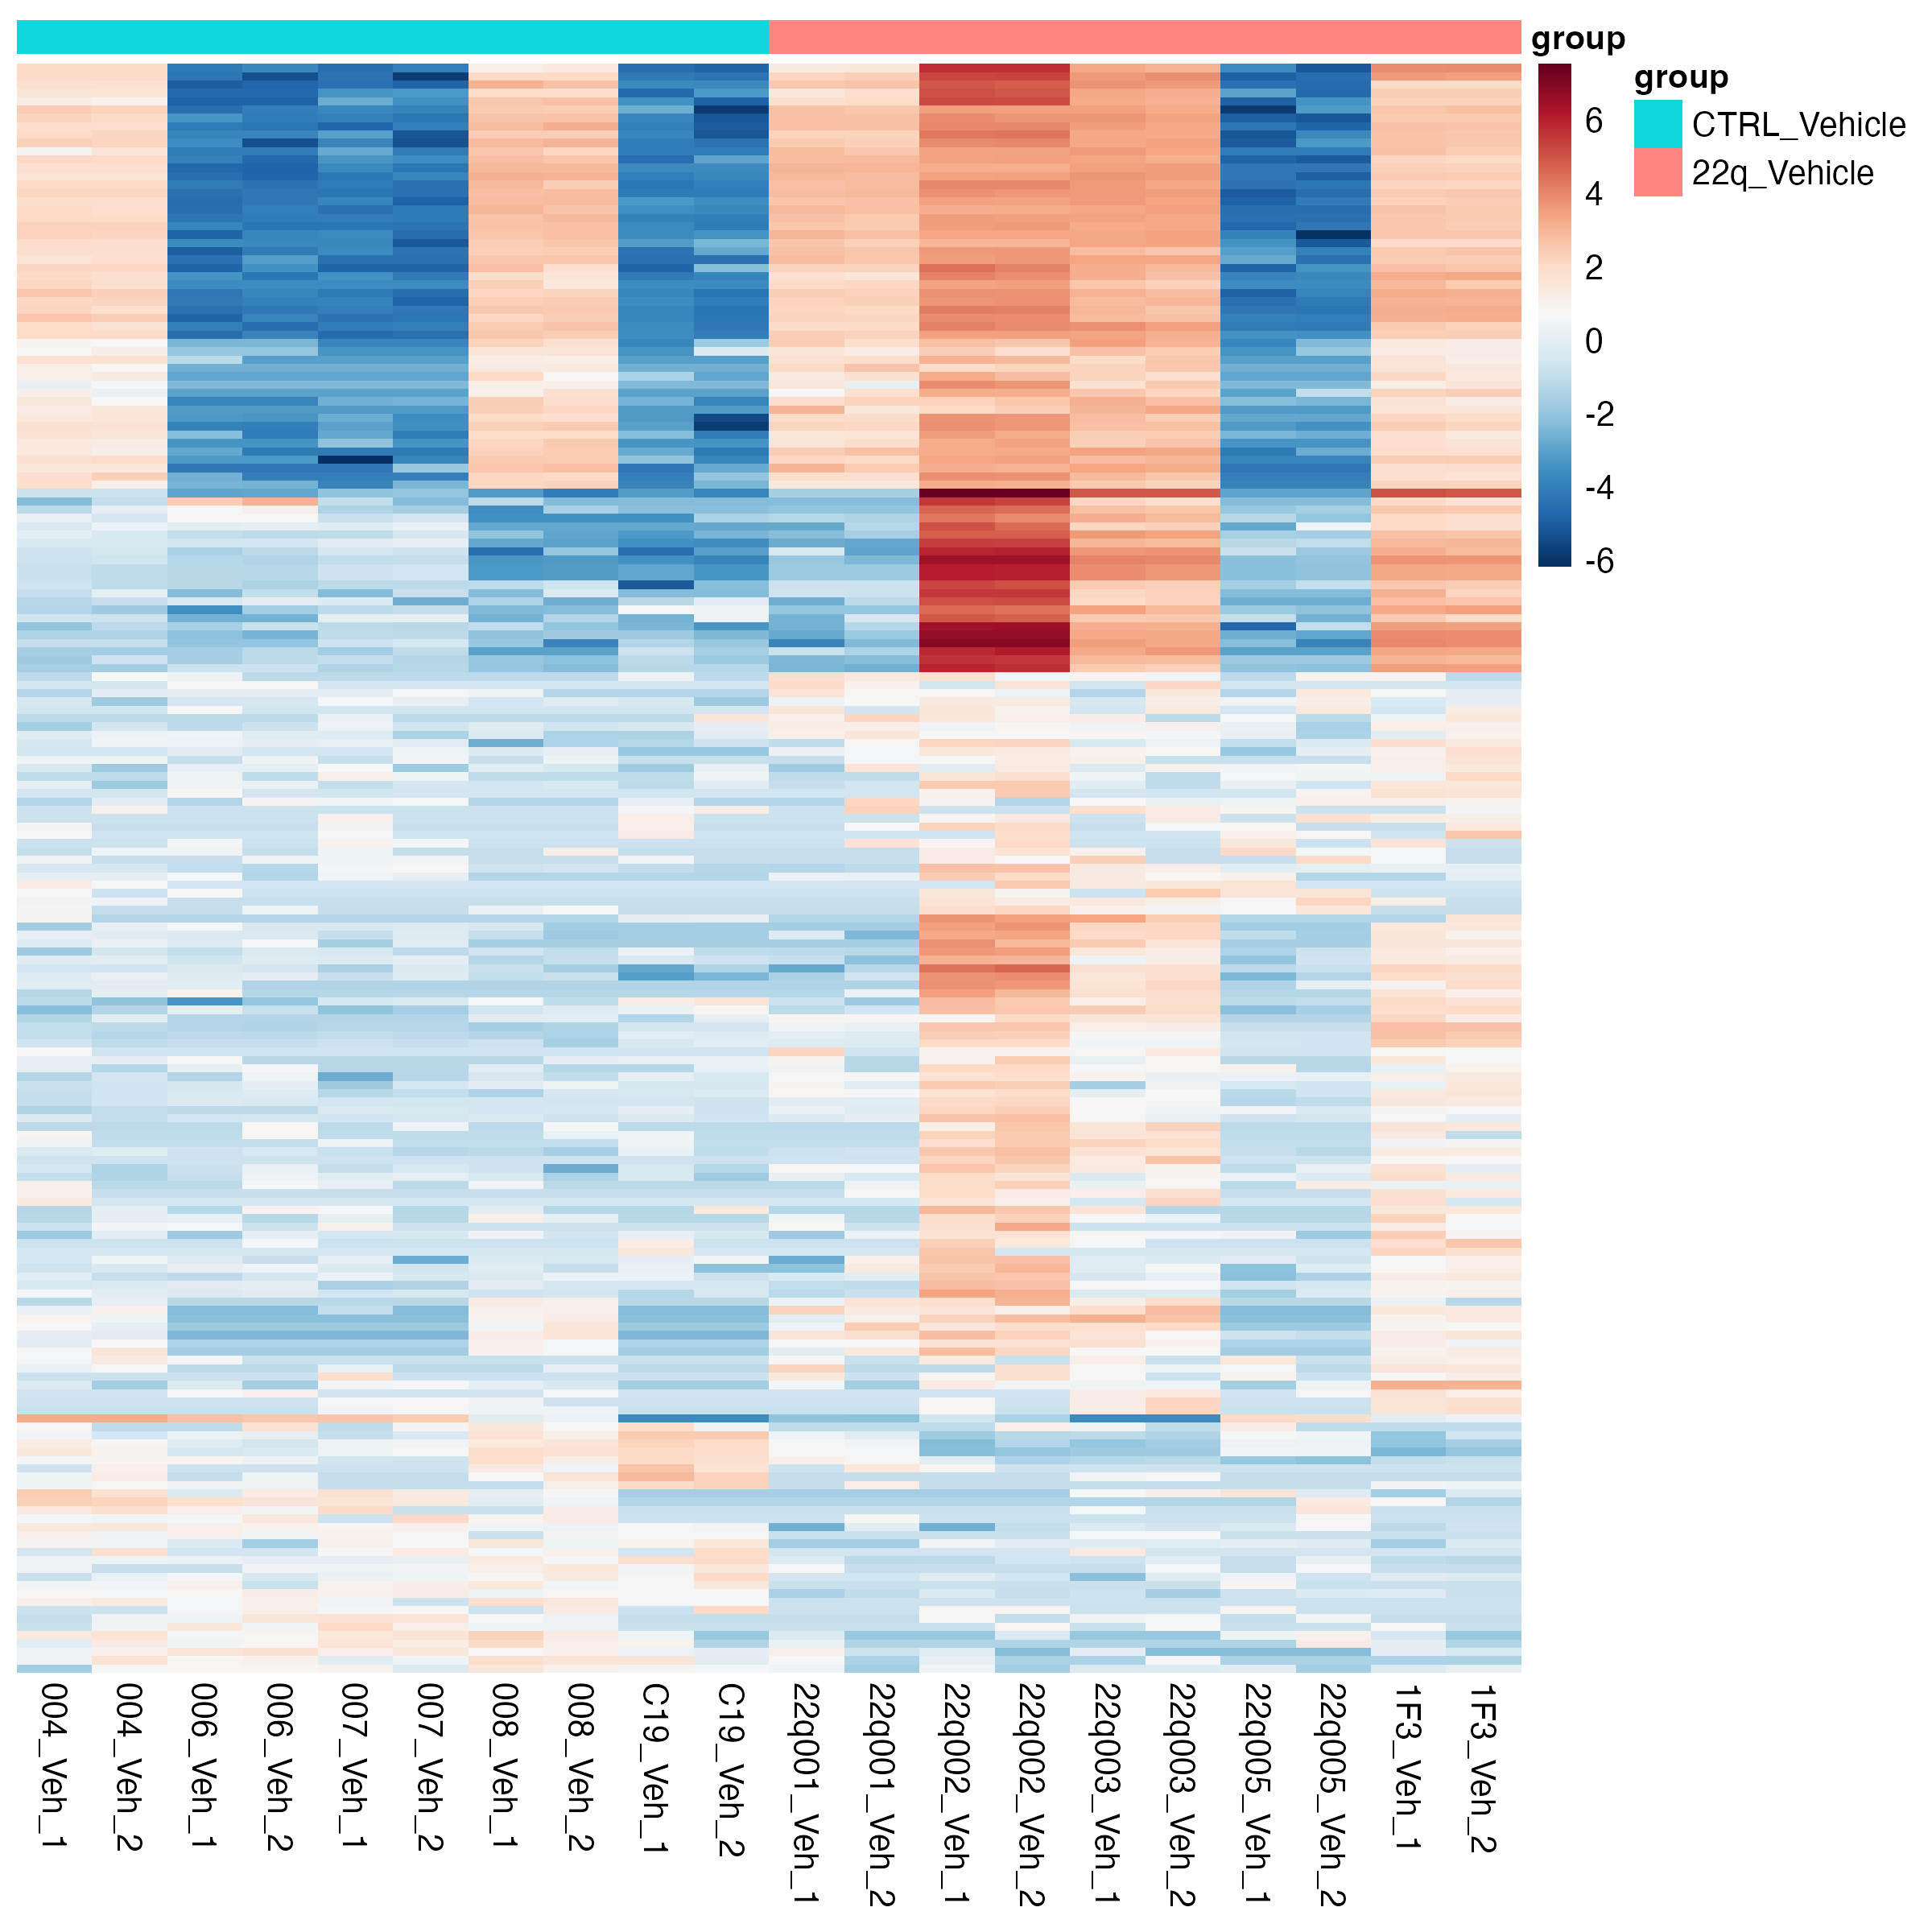 group
group
CTRL_Vehicle
22q_Vehicle
6
4
2
0
-2
-4
-6
004_Veh_1
004_Veh_2
006_Veh_1
006_Veh_2
007_Veh_1
007_Veh_2
008_Veh_1
008_Veh_2
C19_Veh_1
C19_Veh_2
22q001_Veh_1
22q001_Veh_2
22q002_Veh_1
22q002_Veh_2
22q003_Veh_1
22q003_Veh_2
22q005_Veh_1
22q005_Veh_2
1F3_Veh_1
1F3_Veh_2